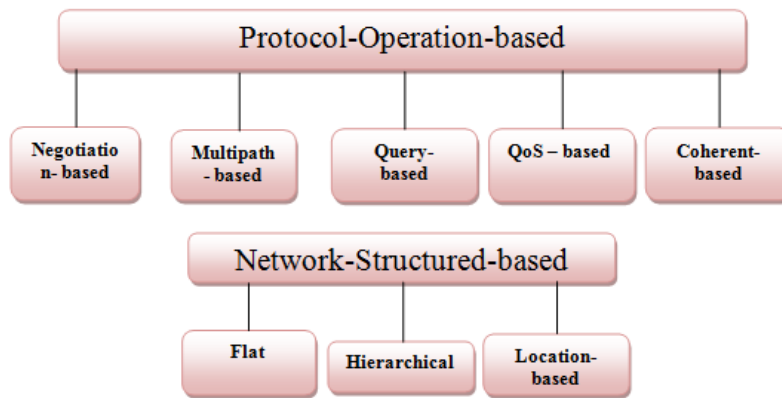 Protocol-Operation-based
Negotiatio
n- based
Multipath
- based
Query-
based
QoS – based
Coherent-
based
Network-Structured-based
Flat
Hierarchical
Location-
based